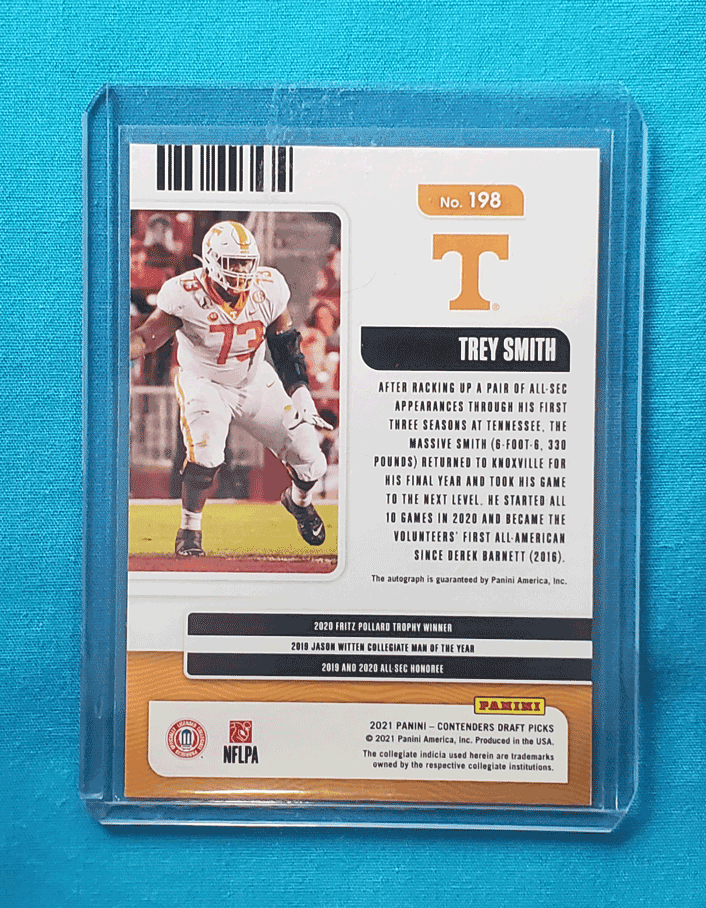 No. 198
T
®
73
TREY SMITH
AFTER RACKING UP A PAIR OF ALL-SEC
APPEARANCES THROUGH HIS FIRST
THREE SEASONS AT TENNESSEE, THE
MASSIVE SMITH (6-FOOT-6, 330
POUNDS) RETURNED TO KNOXVILLE FOR
HIS FINAL YEAR AND TOOK HIS GAME
TO THE NEXT LEVEL. HE STARTED ALL
10 GAMES IN 2020 AND BECAME THE
VOLUNTEERS' FIRST ALL-AMERICAN
SINCE DEREK BARNETT (2016).
The autograph is guaranteed by Panini America, Inc.
2020 FRITZ POLLARD TROPHY WINNER
2019 JASON WITTEN COLLEGIATE MAN OF THE YEAR
2019 AND 2020 ALL-SEC HONOREE
PANINI
2021 PANINI – CONTENDERS DRAFT PICKS
© 2021 Panini America, Inc. Produced in the USA.
The collegiate indicia used herein are trademarks
owned by the respective collegiate institutions.
NFLPA